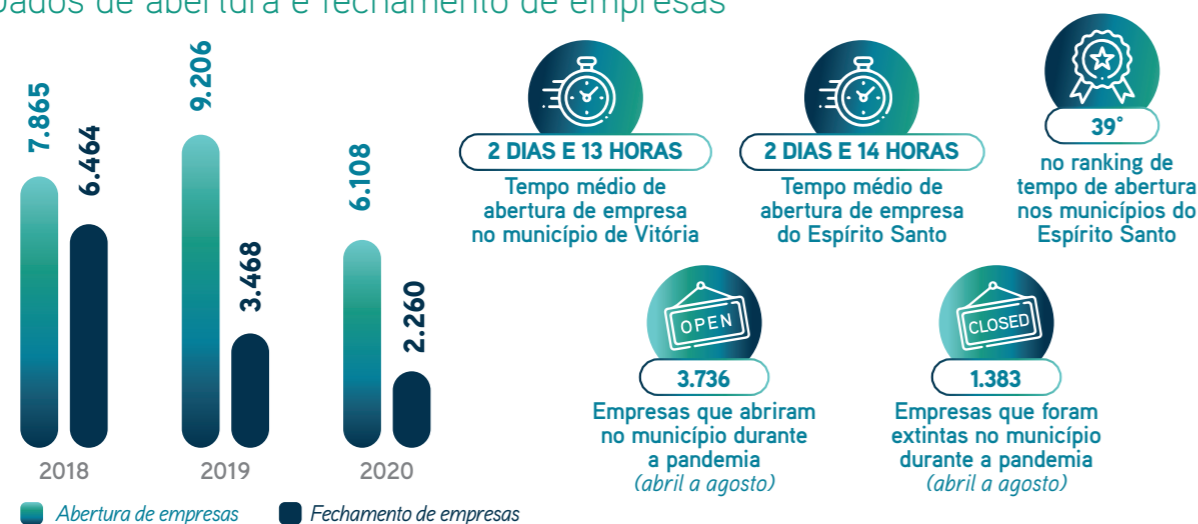 Dados de abertura e fechamento de empresas
7.865
6.464
9.206
3.468
6.108
2.260
2018
2019
2020
Abertura de empresas
Fechamento de empresas
2 DIAS E 13 HORAS
Tempo médio de
abertura de empresa
no município de Vitória
2 DIAS E 14 HORAS
Tempo médio de
abertura de empresa
do Espírito Santo
39°
no ranking de
tempo de abertura
nos municípios do
Espírito Santo
OPEN
3.736
Empresas que abriram
no município durante
a pandemia
(abril a agosto)
CLOSED
1.383
Empresas que foram
extintas no município
durante a pandemia
(abril a agosto)